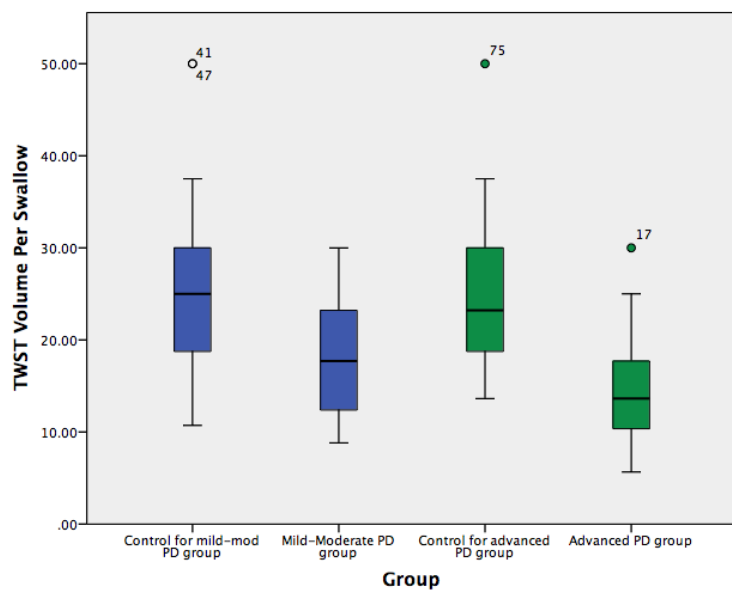 TWST Volume Per Swallow
50.00
40.00
30.00
20.00
10.00
.00
41
47
75
17
Control for mild-mod
PD group
Mild-Moderate PD
group
Control for advanced
PD group
Advanced PD group
Group